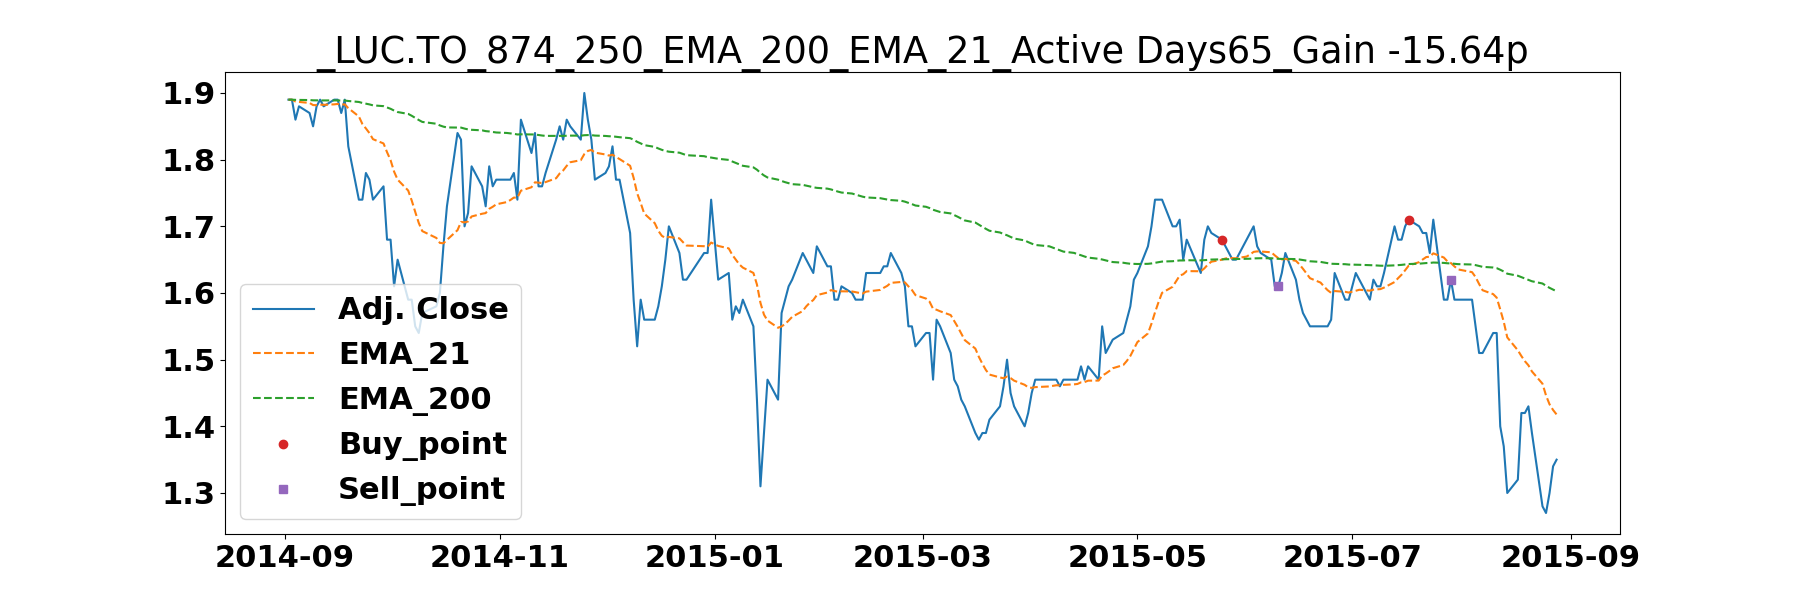 _LUC.TO_874_250_EMA_200_EMA_21_Active Days65_Gain -15.64p
1.9
1.8
1.7
1.6
1.5
1.4
1.3
Adj. Close
EMA_21
EMA_200
Buy_point
Sell_point
2014-09 2014-11 2015-01 2015-03 2015-05 2015-07 2015-09